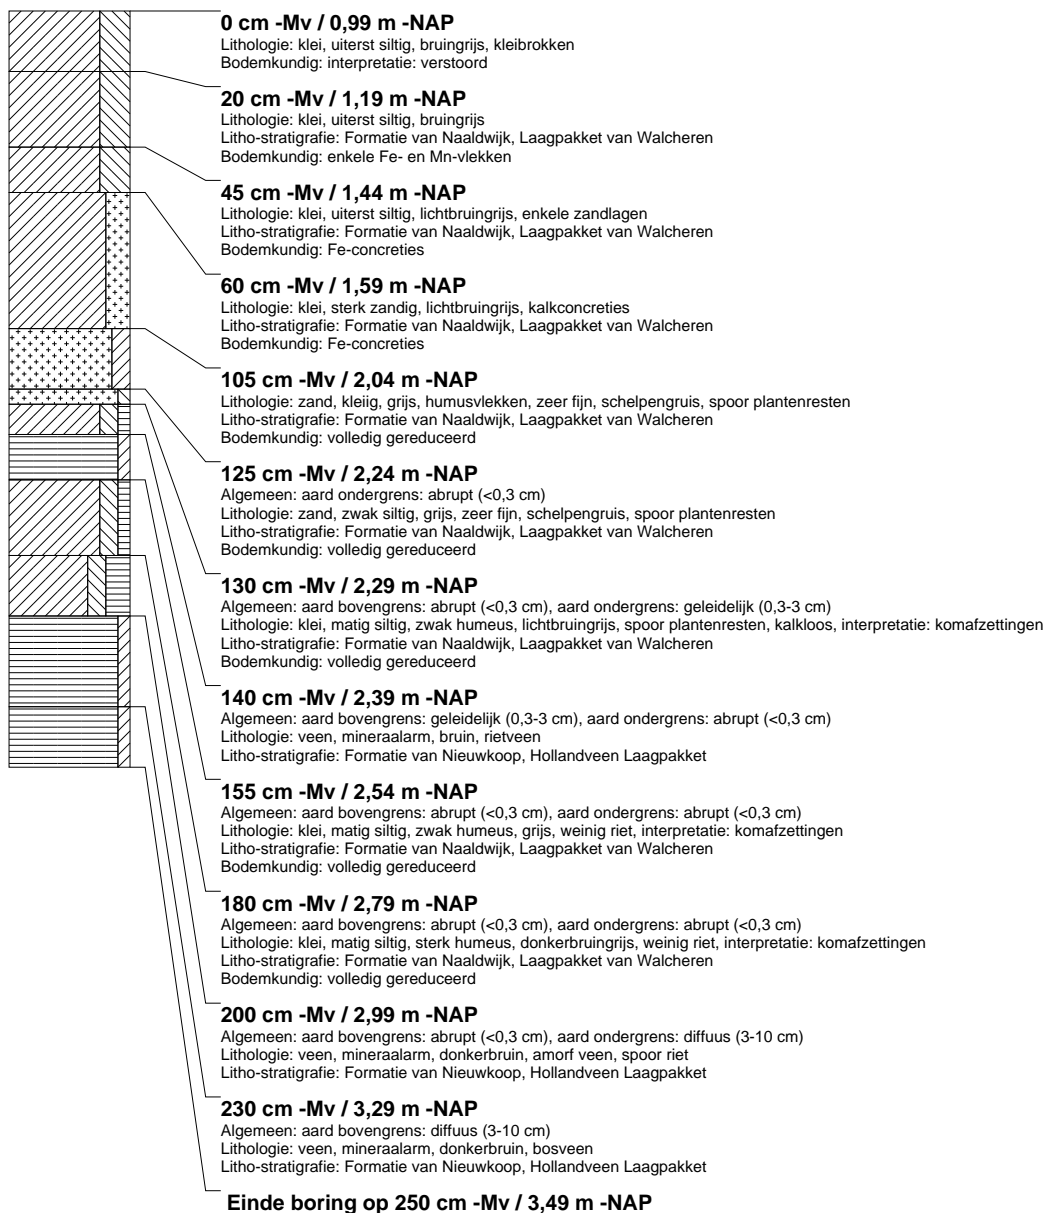 0 cm -Mv / 0,99 m -NAP
Lithologie: klei, uiterst siltig, bruingrijs, kleibrokken
Bodemkundig: interpretatie: verstoord
20 cm -Mv / 1,19 m -NAP
Lithologie: klei, uiterst siltig, bruingrijs
Litho-stratigrafie: Formatie van Naaldwijk, Laagpakket van Walcheren
Bodemkundig: enkele Fe- en Mn-vlekken
45 cm -Mv / 1,44 m -NAP
Lithologie: klei, uiterst siltig, lichtbruingrijs, enkele zandlagen
Litho-stratigrafie: Formatie van Naaldwijk, Laagpakket van Walcheren
Bodemkundig: Fe-concreties
60 cm -Mv / 1,59 m -NAP
Lithologie: klei, sterk zandig, lichtbruingrijs, kalkconcreties
Litho-stratigrafie: Formatie van Naaldwijk, Laagpakket van Walcheren
Bodemkundig: Fe-concreties
105 cm -Mv / 2,04 m -NAP
Lithologie: zand, kleiig, grijs, humusvlekken, zeer fijn, schelpengruis, spoor plantenresten
Litho-stratigrafie: Formatie van Naaldwijk, Laagpakket van Walcheren
Bodemkundig: volledig gereduceerd
125 cm -Mv / 2,24 m -NAP
Algemeen: aard ondergrens: abrupt (<0,3 cm)
Lithologie: zand, zwak siltig, grijs, zeer fijn, schelpengruis, spoor plantenresten
Litho-stratigrafie: Formatie van Naaldwijk, Laagpakket van Walcheren
Bodemkundig: volledig gereduceerd
130 cm -Mv / 2,29 m -NAP
Algemeen: aard bovengrens: abrupt (<0,3 cm), aard ondergrens: geleidelijk (0,3-3 cm)
Lithologie: klei, matig siltig, zwak humeus, lichtbruingrijs, spoor plantenresten, kalkloos, interpretatie: komafzettingen
Litho-stratigrafie: Formatie van Naaldwijk, Laagpakket van Walcheren
Bodemkundig: volledig gereduceerd
140 cm -Mv / 2,39 m -NAP
Algemeen: aard bovengrens: geleidelijk (0,3-3 cm), aard ondergrens: abrupt (<0,3 cm)
Lithologie: veen, mineraalarm, bruin, rietveen
Litho-stratigrafie: Formatie van Nieuwkoop, Hollandveen Laagpakket
155 cm -Mv / 2,54 m -NAP
Algemeen: aard bovengrens: abrupt (<0,3 cm), aard ondergrens: abrupt (<0,3 cm)
Lithologie: klei, matig siltig, zwak humeus, grijs, weinig riet, interpretatie: komafzettingen
Litho-stratigrafie: Formatie van Naaldwijk, Laagpakket van Walcheren
Bodemkundig: volledig gereduceerd
180 cm -Mv / 2,79 m -NAP
Algemeen: aard bovengrens: abrupt (<0,3 cm), aard ondergrens: abrupt (<0,3 cm)
Lithologie: klei, matig siltig, sterk humeus, donkerbruingrijs, weinig riet, interpretatie: komafzettingen
Litho-stratigrafie: Formatie van Naaldwijk, Laagpakket van Walcheren
Bodemkundig: volledig gereduceerd
200 cm -Mv / 2,99 m -NAP
Algemeen: aard bovengrens: abrupt (<0,3 cm), aard ondergrens: diffuus (3-10 cm)
Lithologie: veen, mineraalarm, donkerbruin, amorf veen, spoor riet
Litho-stratigrafie: Formatie van Nieuwkoop, Hollandveen Laagpakket
230 cm -Mv / 3,29 m -NAP
Algemeen: aard bovengrens: diffuus (3-10 cm)
Lithologie: veen, mineraalarm, donkerbruin, bosveen
Litho-stratigrafie: Formatie van Nieuwkoop, Hollandveen Laagpakket
Einde boring op 250 cm -Mv / 3,49 m -NAP